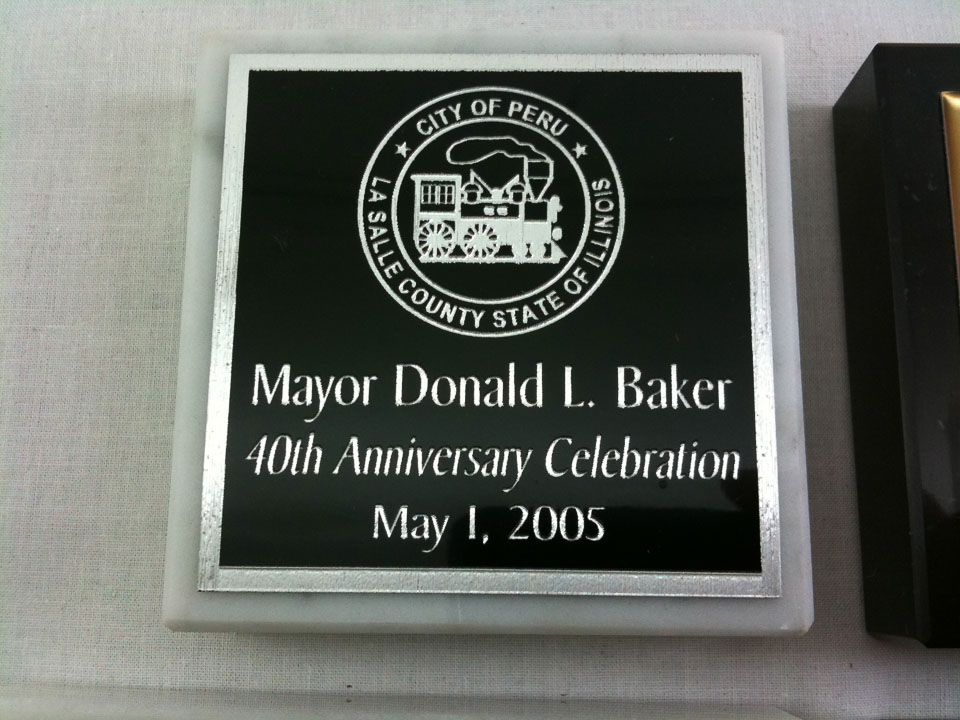 CITY OF PERU
LA SALLE COUNTY STATE OF ILLINOIS
Mayor Donald L. Baker
40th Anniversary Celebration
May 1, 2005